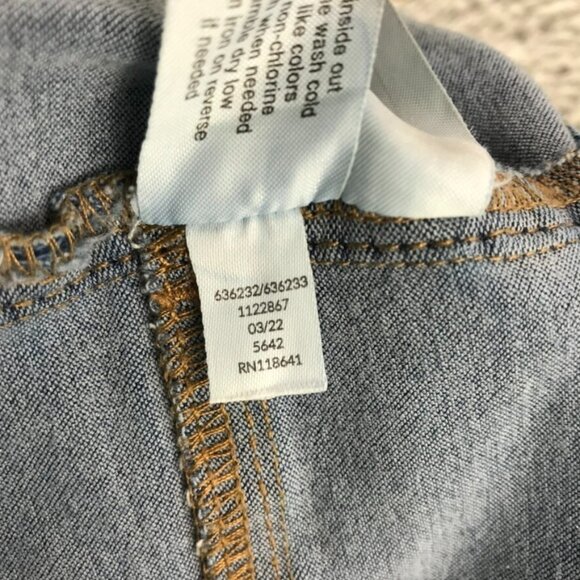 inside out
wash cold
like colors
non-chlorine
when needed
dry low
iron on reverse
if needed
636232/636233
1122867
03/22
5642
RN118641